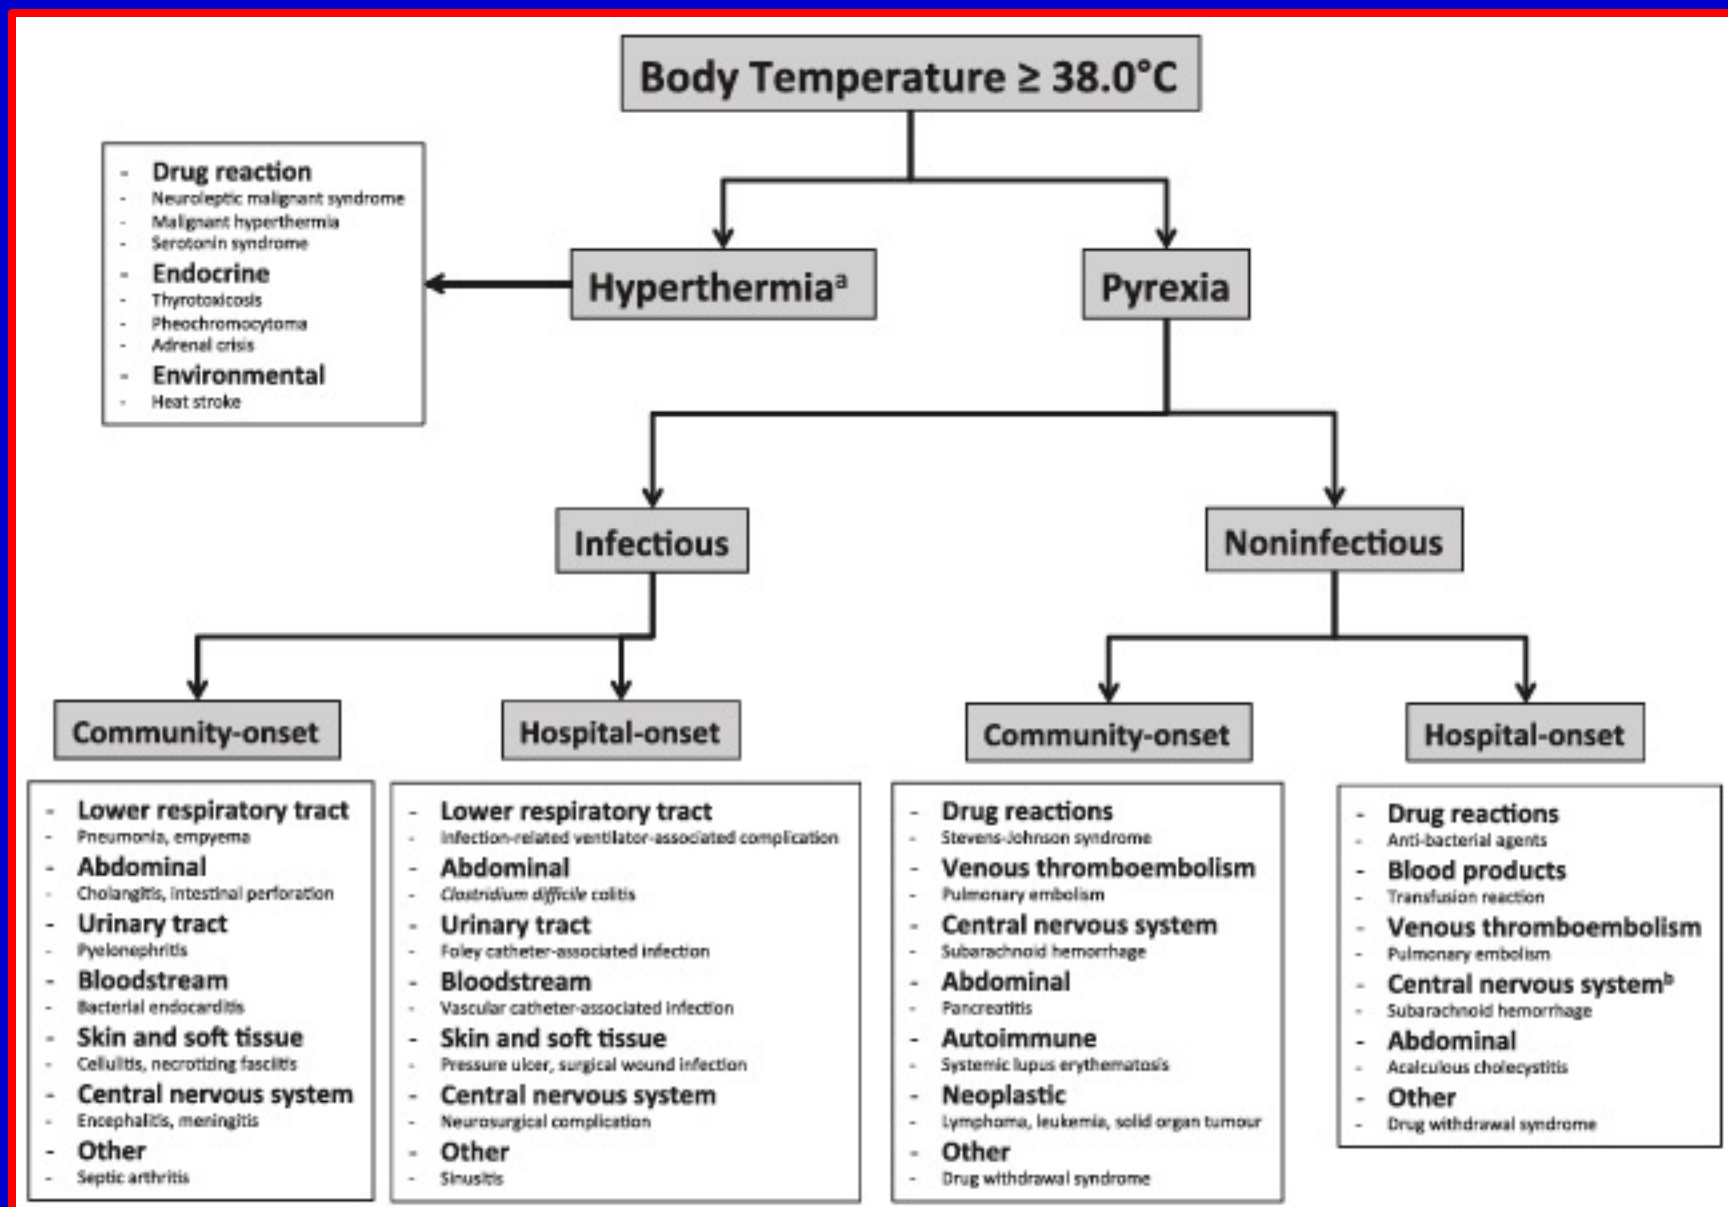 Body Temperature ≥ 38.0°C
- Drug reaction
- Neuroleptic malignant syndrome
- Malignant hyperthermia
- Serotonin syndrome
- Endocrine
- Thyrotoxicosis
- Pheochromocytoma
- Adrenal crisis
- Environmental
- Heat stroke
Hyperthermiaᵃ
Pyrexia
Infectious
Noninfectious
Community-onset
- Lower respiratory tract
- Pneumonia, empyema
- Abdominal
- Cholangitis, intestinal perforation
- Urinary tract
- Pyelonephritis
- Bloodstream
- Bacterial endocarditis
- Skin and soft tissue
- Cellulitis, necrotizing fasciitis
- Central nervous system
- Encephalitis, meningitis
- Other
- Septic arthritis
Hospital-onset
- Lower respiratory tract
- Infection-related ventilator-associated complication
- Abdominal
- Clostridium difficile colitis
- Urinary tract
- Foley catheter-associated infection
- Bloodstream
- Vascular catheter-associated infection
- Skin and soft tissue
- Pressure ulcer, surgical wound infection
- Central nervous system
- Neurosurgical complication
- Other
- Sinusitis
Community-onset
- Drug reactions
- Stevens-Johnson syndrome
- Venous thromboembolism
- Pulmonary embolism
- Central nervous system
- Subarachnoid hemorrhage
- Abdominal
- Pancreatitis
- Autoimmune
- Systemic lupus erythematosis
- Neoplastic
- Lymphoma, leukemia, solid organ tumour
- Other
- Drug withdrawal syndrome
Hospital-onset
- Drug reactions
- Anti-bacterial agents
- Blood products
- Transfusion reaction
- Venous thromboembolism
- Pulmonary embolism
- Central nervous systemᵇ
- Subarachnoid hemorrhage
- Abdominal
- Acalculous cholecystitis
- Other
- Drug withdrawal syndrome